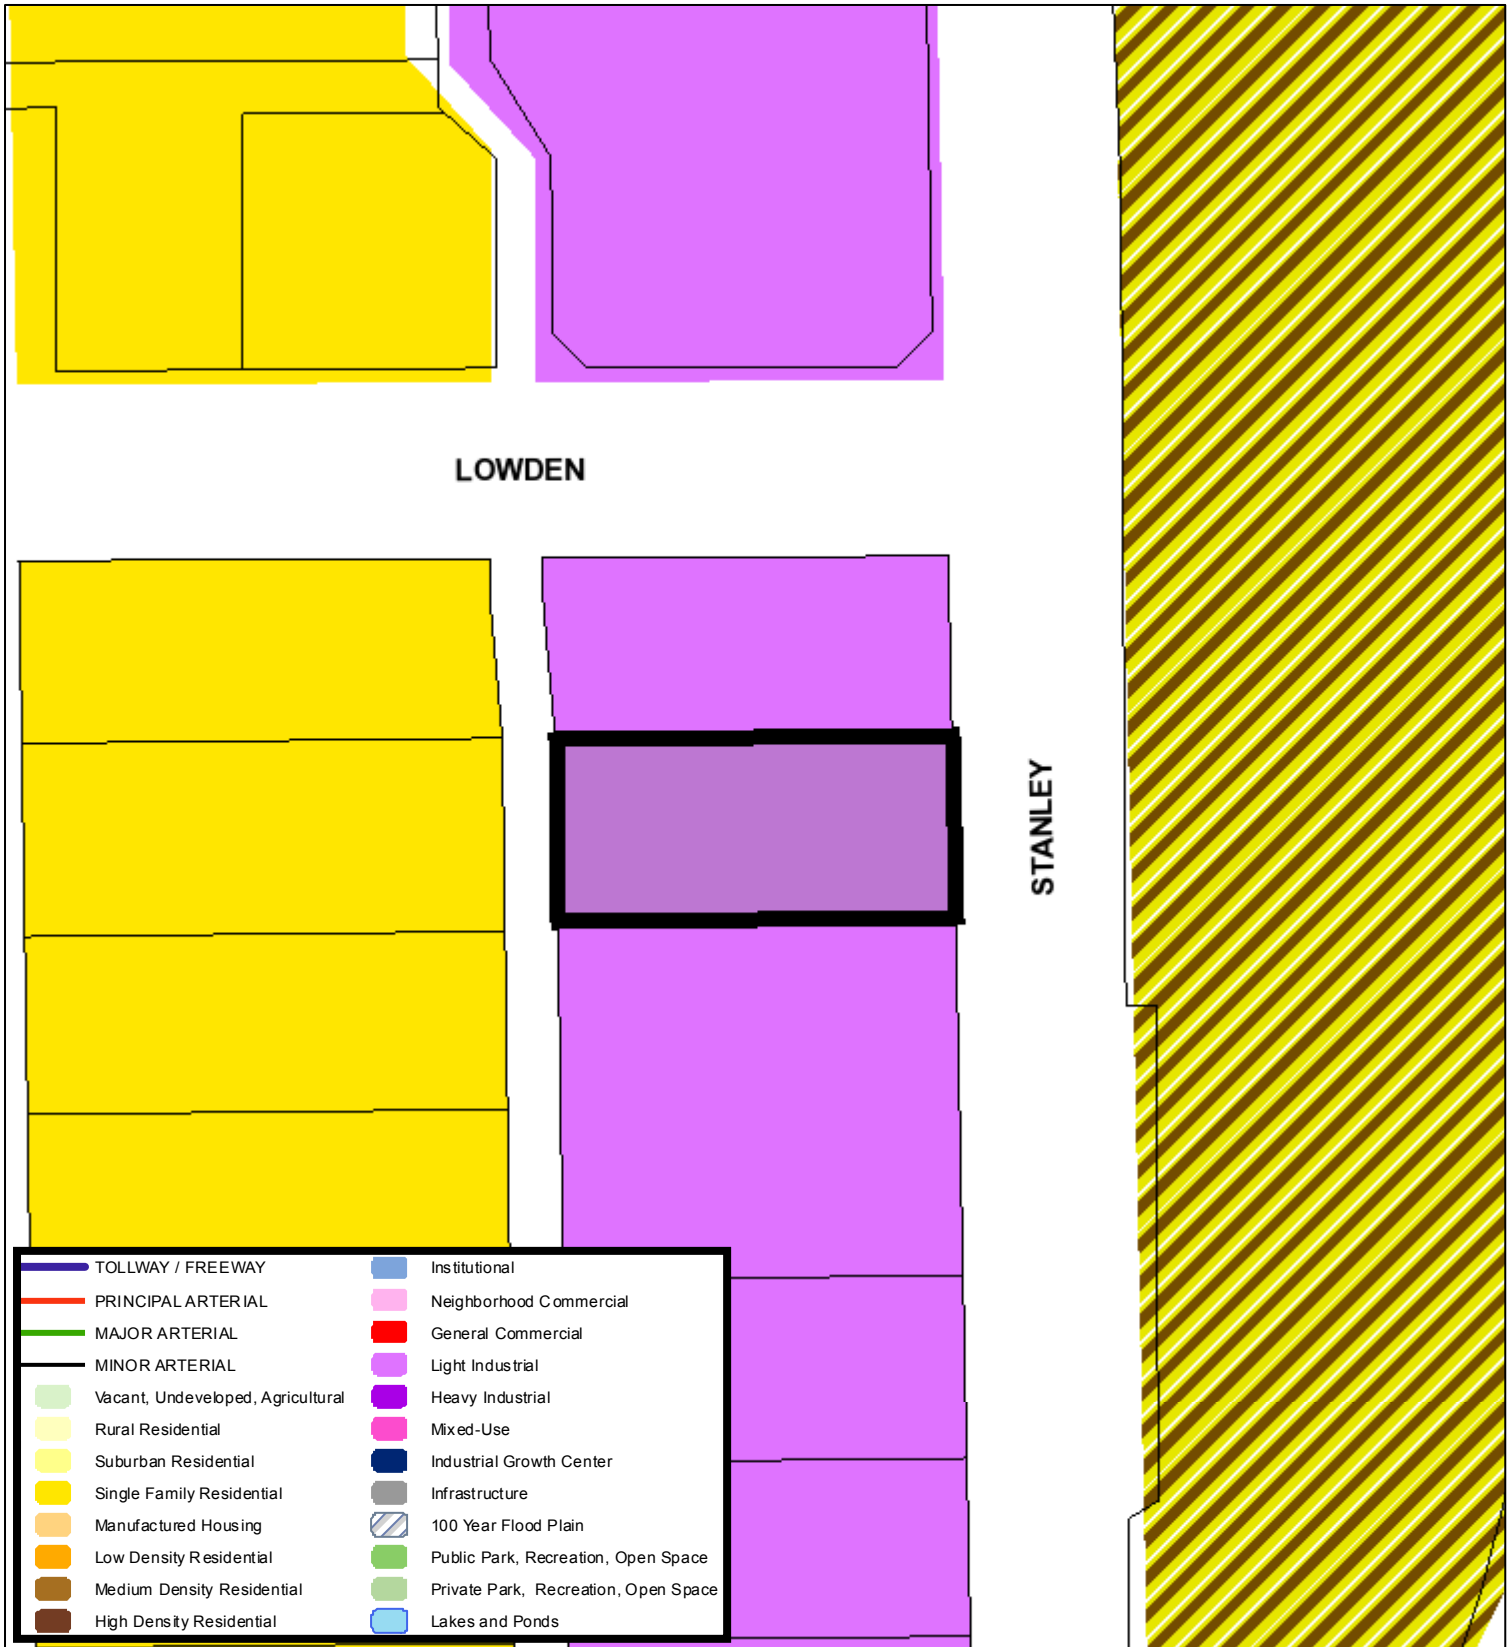 LOWDEN
STANLEY
TOLLWAY / FREEWAY
PRINCIPAL ARTERIAL
MAJOR ARTERIAL
MINOR ARTERIAL
Vacant, Undeveloped, Agricultural
Rural Residential
Suburban Residential
Single Family Residential
Manufactured Housing
Low Density Residential
Medium Density Residential
High Density Residential
Institutional
Neighborhood Commercial
General Commercial
Light Industrial
Heavy Industrial
Mixed-Use
Industrial Growth Center
Infrastructure
100 Year Flood Plain
Public Park, Recreation, Open Space
Private Park, Recreation, Open Space
Lakes and Ponds